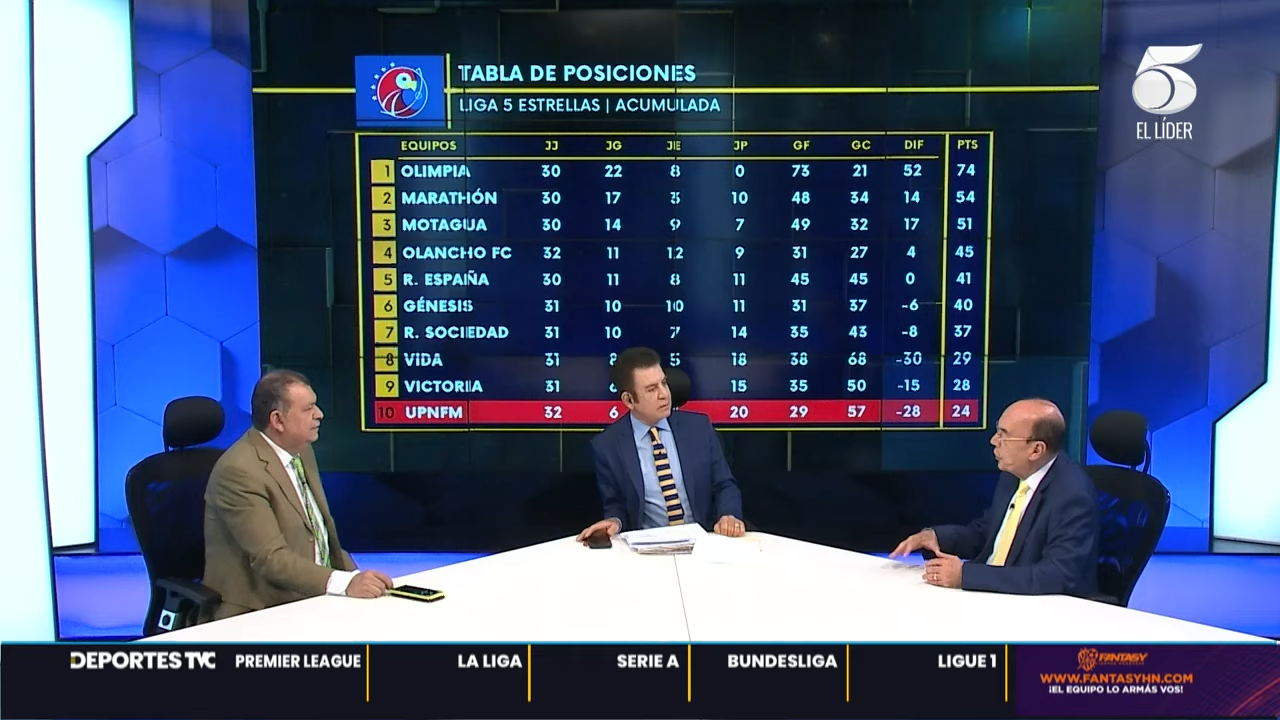 TABLA DE POSICIONES
LIGA 5 ESTRELLAS | ACUMULADA
5
EL LÍDER
EQUIPOS JJ JG JE JP GF GC DIF PTS
1 OLIMPIA 30 22 8 0 73 21 52 74
2 MARATHÓN 30 17 3 10 48 34 14 54
3 MOTAGUA 30 14 9 7 49 32 17 51
4 OLANCHO FC 32 11 12 9 31 27 4 45
5 R. ESPAÑA 30 11 8 11 45 45 0 41
6 GÉNESIS 31 10 10 11 31 37 -6 40
7 R. SOCIEDAD 31 10 7 14 35 43 -8 37
8 VIDA 31 8 5 18 38 68 -30 29
9 VICTORIA 31 15 35 50 -15 28
10 UPNFM 32 6 20 29 57 -28 24
DEPORTES TVC PREMIER LEAGUE LA LIGA SERIE A BUNDESLIGA LIGUE 1
FANTASY
WWW.FANTASYHN.COM
¡EL EQUIPO LO ARMÁS VOS!